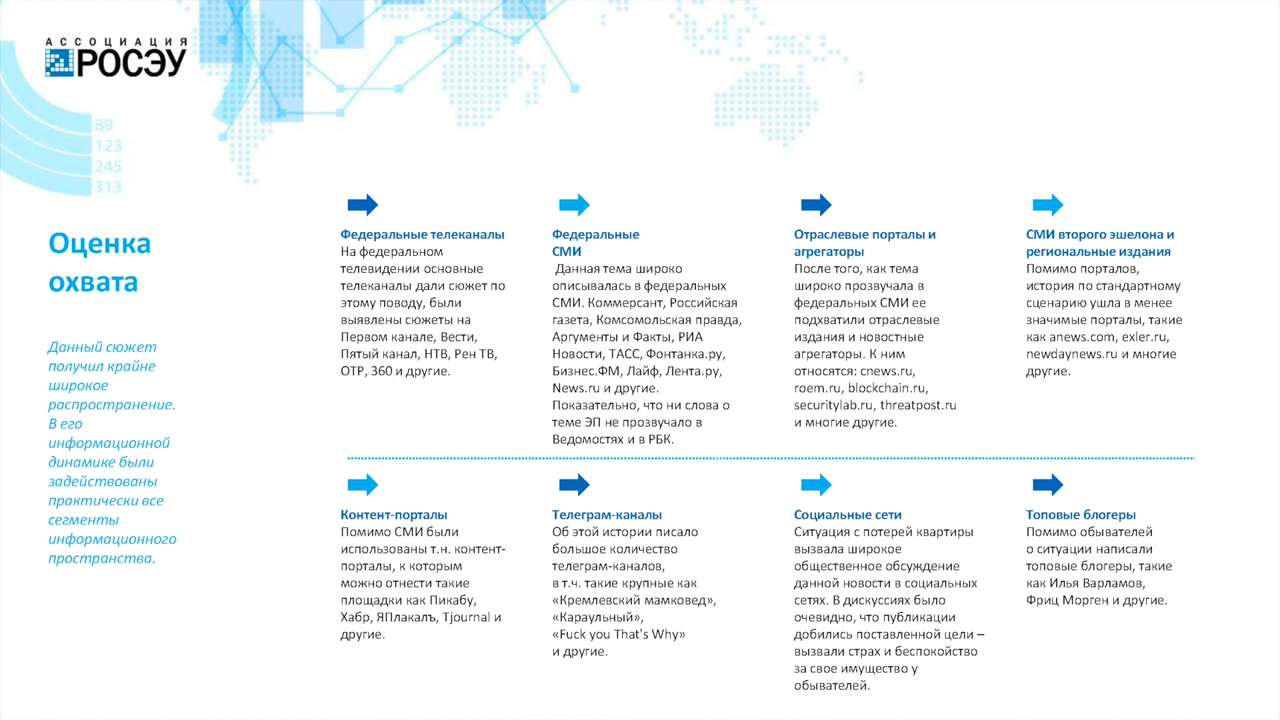 АССОЦИАЦИЯ
РОСЭУ
89
123
245
313
Оценка
охвата
Данный сюжет
получил крайне
широкое
распространение.
В его
информационной
динамике были
задействованы
практически все
сегменты
информационного
пространства.
Федеральные телеканалы
На федеральном
телевидении основные
телеканалы дали сюжет по
этому поводу, были
выявлены сюжеты на
Первом канале, Вести,
Пятый канал, НТВ, Рен ТВ,
ОТР, 360 и другие.
Федеральные
СМИ
Данная тема широко
описывалась в федеральных
СМИ. Коммерсант, Российская
газета, Комсомольская правда,
Аргументы и Факты, РИА
Новости, ТАСС, Фонтанка.ру,
Бизнес.ФМ, Лайф, Лента.ру,
News.ru и другие.
Показательно, что ни слова о
теме ЭП не прозвучало в
Ведомостях и в РБК.
Отраслевые порталы и
агрегаторы
После того, как тема
широко прозвучала в
федеральных СМИ ее
подхватили отраслевые
издания и новостные
агрегаторы. К ним
относятся: cnews.ru,
roem.ru, blockchain.ru,
securitylab.ru, threatpost.ru
и многие другие.
СМИ второго эшелона и
региональные издания
Помимо порталов,
история по стандартному
сценарию ушла в менее
значимые порталы, такие
как anews.com, exler.ru,
newdaynews.ru и многие
другие.
Контент-порталы
Помимо СМИ были
использованы т.н. контент-
порталы, к которым
можно отнести такие
площадки как Пикабу,
Хабр, ЯПлакалъ, Tjournal и
другие.
Телеграм-каналы
Об этой истории писало
большое количество
телеграм-каналов,
в т.ч. такие крупные как
«Кремлевский мамковед»,
«Караульный»,
«Fuck you That's Why»
и другие.
Социальные сети
Ситуация с потерей квартиры
вызвала широкое
общественное обсуждение
данной новости в социальных
сетях. В дискуссиях было
очевидно, что публикации
добились поставленной цели –
вызвали страх и беспокойство
за свое имущество у
обывателей.
Топовые блогеры
Помимо обывателей
о ситуации написали
топовые блогеры, такие
как Илья Варламов,
Фриц Морген и другие.